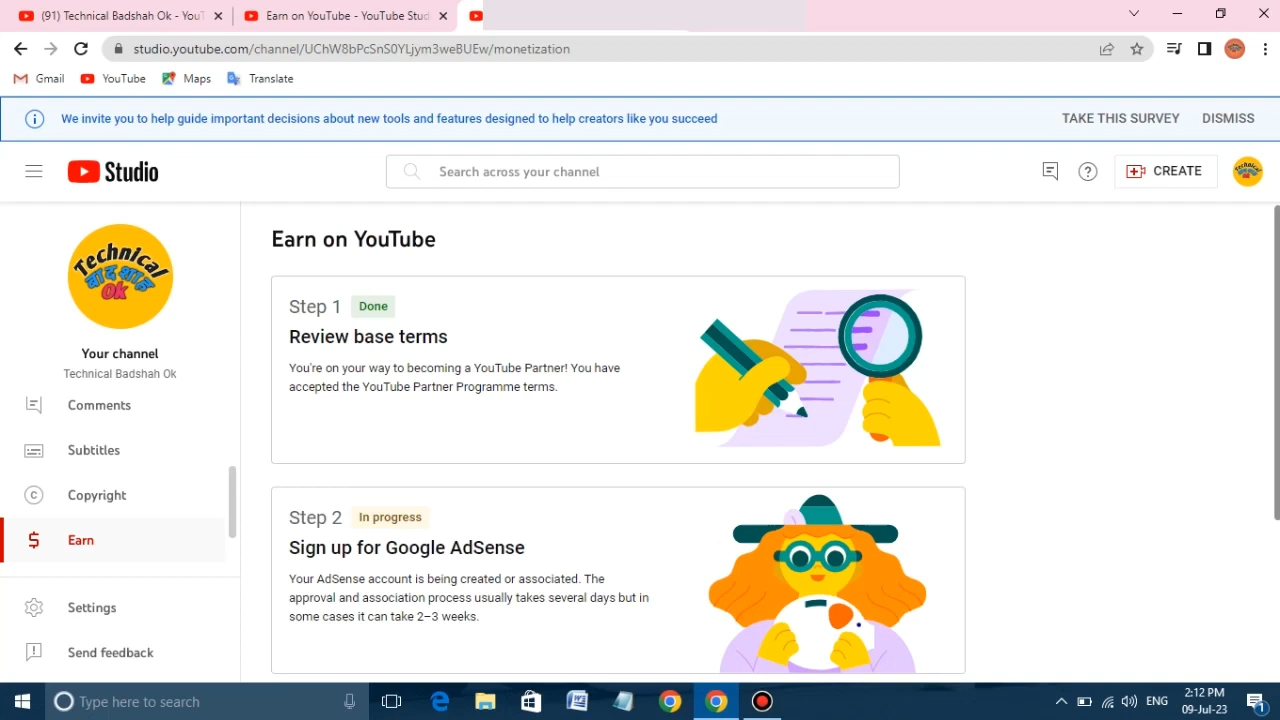 (91) Technical Badshah Ok - YouT
Earn on YouTube - YouTube Stud
studio.youtube.com/channel/UChW8bPcSnS0YLjym3weBUEw/monetization
Gmail YouTube Maps Translate
We invite you to help guide important decisions about new tools and features designed to help creators like you succeed
TAKE THIS SURVEY DISMISS
Studio
Search across your channel
CREATE
Technical
बादशाह
Ok
Your channel
Technical Badshah Ok
Comments
Subtitles
Copyright
Earn
Settings
Send feedback
Earn on YouTube
Step 1 Done
Review base terms
You're on your way to becoming a YouTube Partner! You have
accepted the YouTube Partner Programme terms.
Step 2 In progress
Sign up for Google AdSense
Your AdSense account is being created or associated. The
approval and association process usually takes several days but in
some cases it can take 2–3 weeks.
Type here to search
ENG
2:12 PM
09-Jul-23
1